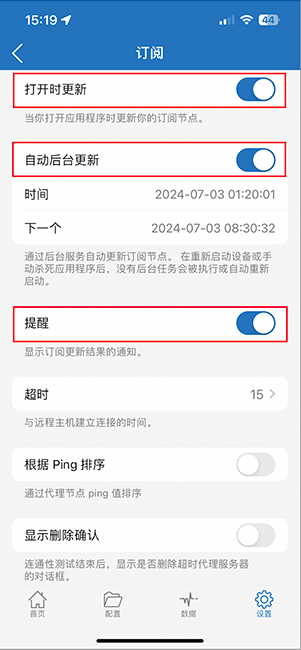 15:19
44
订阅
打开时更新
当你打开应用程序时更新你的订阅节点。
自动后台更新
时间 2024-07-03 01:20:01
下一个 2024-07-03 08:30:32
通过后台服务自动更新订阅节点。 在重新启动设备或手
动杀死应用程序后，没有后台任务会被执行或自动重新
启动。
提醒
显示订阅更新结果的通知。
超时 15
与远程主机建立连接的时间。
根据 Ping 排序
通过代理节点 ping 值排序
显示删除确认
连通性测试结束后，显示是否删除超时代理服务器
的对话框。
首页 配置 数据 设置